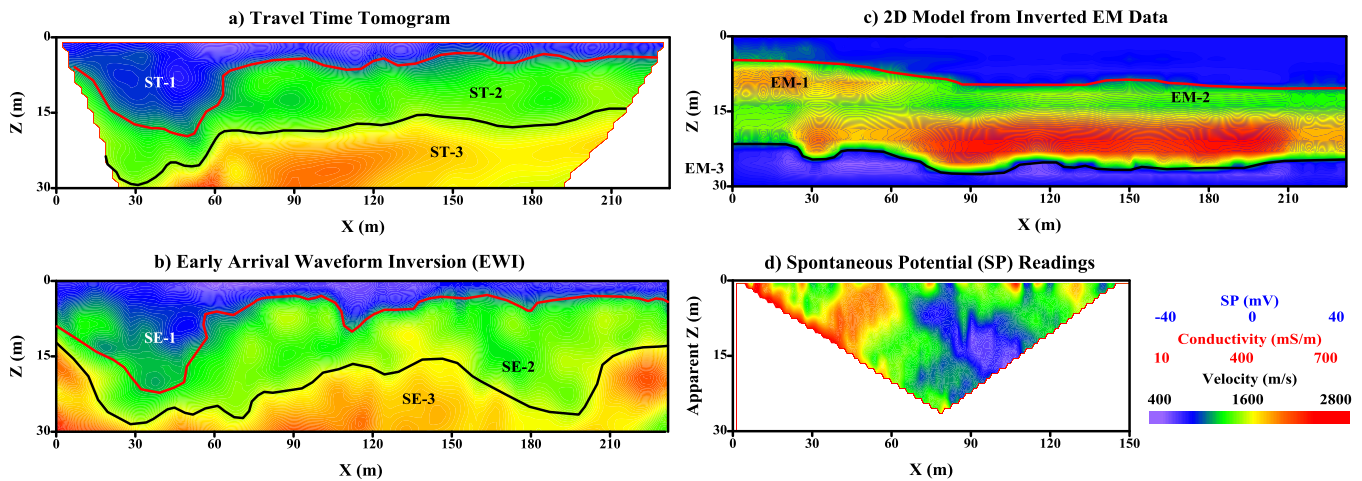 a) Travel Time Tomogram
0
15
30
Z (m)
ST-1
ST-2
ST-3
0 30 60 90 120 150 180 210
X (m)
b) Early Arrival Waveform Inversion (EWI)
0
15
30
Z (m)
SE-1
SE-2
SE-3
0 30 60 90 120 150 180 210
X (m)
c) 2D Model from Inverted EM Data
0
15
30
Z (m)
EM-1
EM-2
EM-3
0 30 60 90 120 150 180 210
X (m)
d) Spontaneous Potential (SP) Readings
0
15
30
Apparent Z (m)
0 30 60 90 120 150
X (m)
SP (mV)
-40 0 40
Conductivity (mS/m)
10 400 700
Velocity (m/s)
400 1600 2800